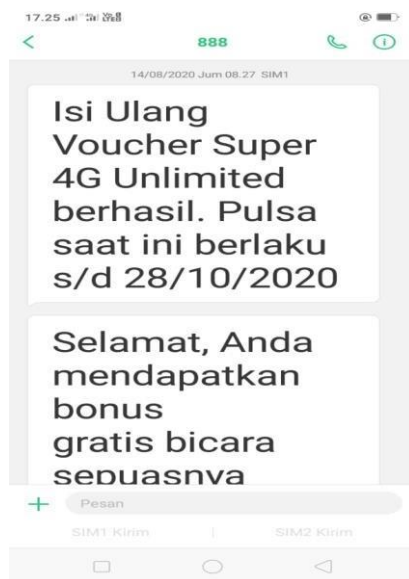 17.25
888
14/08/2020 Jum 08.27 SIM1
Isi Ulang
Voucher Super
4G Unlimited
berhasil. Pulsa
saat ini berlaku
s/d 28/10/2020
Selamat, Anda
mendapatkan
bonus
gratis bicara
sepuasnya
Pesan
SIM1 Kirim
SIM2 Kirim